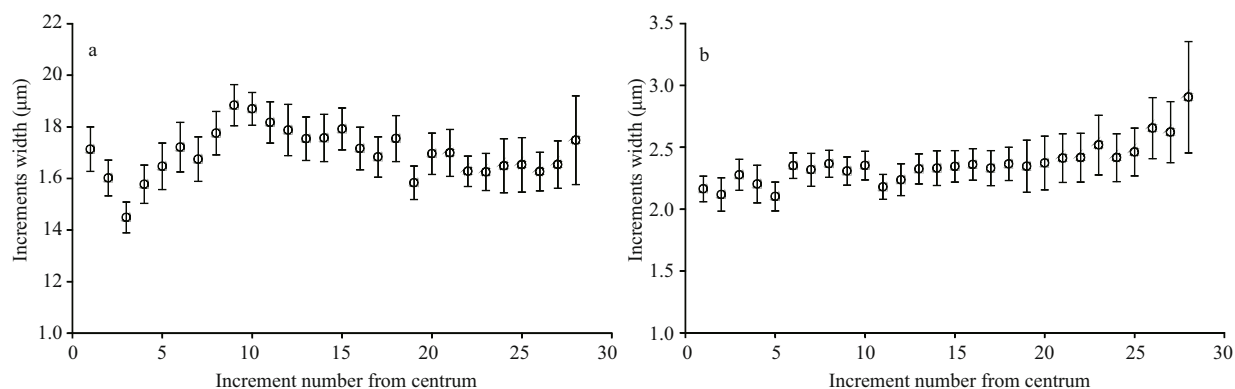 22
20
18
16
14
12
1.0
a
Increments width (μm)
0 5 10 15 20 25 30
Increment number from centrum
3.5
3.0
2.5
2.0
1.5
1.0
b
Increments width (μm)
0 5 10 15 20 25 30
Increment number from centrum